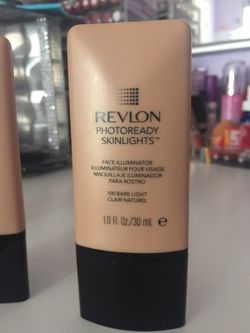 REVLON
PHOTOREADY
SKINLIGHTS™
FACE ILLUMINATOR
ILLUMINATEUR POUR VISAGE
MAQUILLAJE ILUMINADOR
PARA ROSTRO
100 BARE LIGHT
CLAIR NATUREL
1.0 Fl. Oz/30 mL e